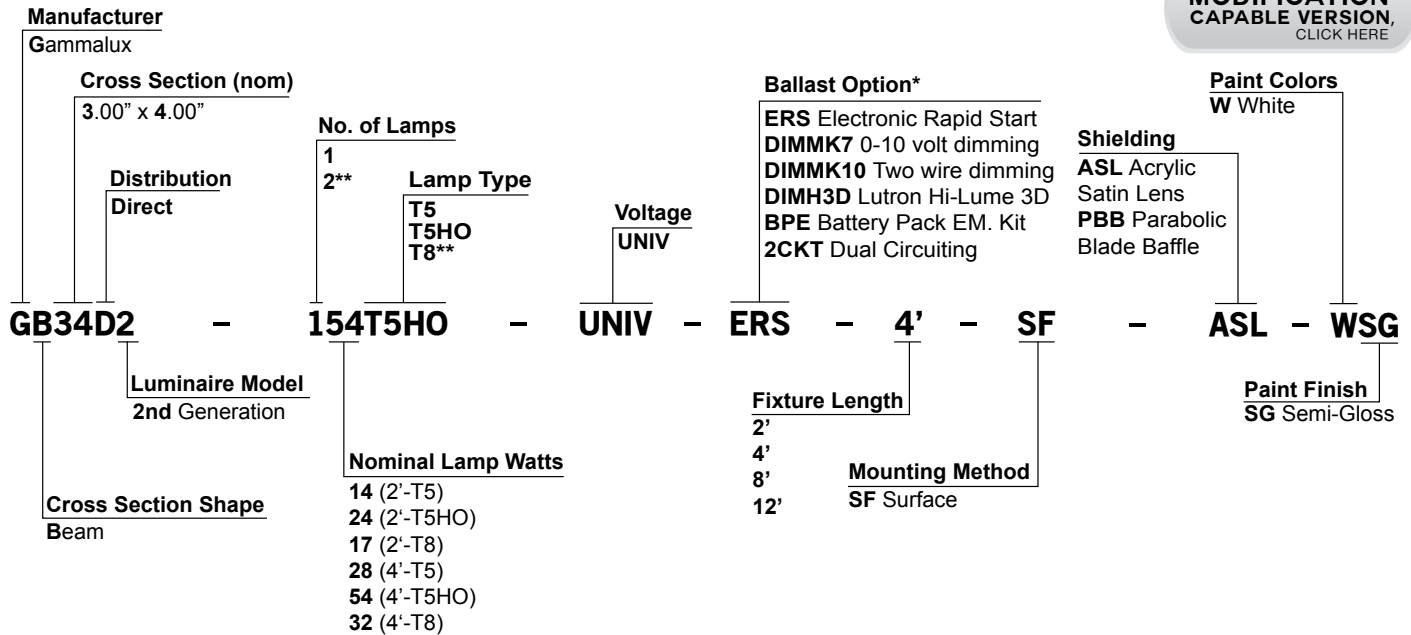 MODIFICATION
CAPABLE VERSION,
CLICK HERE
Manufacturer
Gammalux
Cross Section (nom)
3.00” x 4.00”
Distribution
Direct
No. of Lamps
1
2**
Lamp Type
T5
T5HO
T8**
Voltage
UNIV
Ballast Option*
ERS Electronic Rapid Start
DIMMK7 0-10 volt dimming
DIMMK10 Two wire dimming
DIMH3D Lutron Hi-Lume 3D
BPE Battery Pack EM. Kit
2CKT Dual Circuiting
Shielding
ASL Acrylic
Satin Lens
PBB Parabolic
Blade Baffle
Paint Colors
W White
GB34D2 – 154T5HO – UNIV – ERS – 4’ – SF – ASL – WSG
Luminaire Model
2nd Generation
Cross Section Shape
Beam
Nominal Lamp Watts
14 (2’-T5)
24 (2’-T5HO)
17 (2’-T8)
28 (4’-T5)
54 (4’-T5HO)
32 (4‘-T8)
Fixture Length
2’
4’
8’
12’
Mounting Method
SF Surface
Paint Finish
SG Semi-Gloss